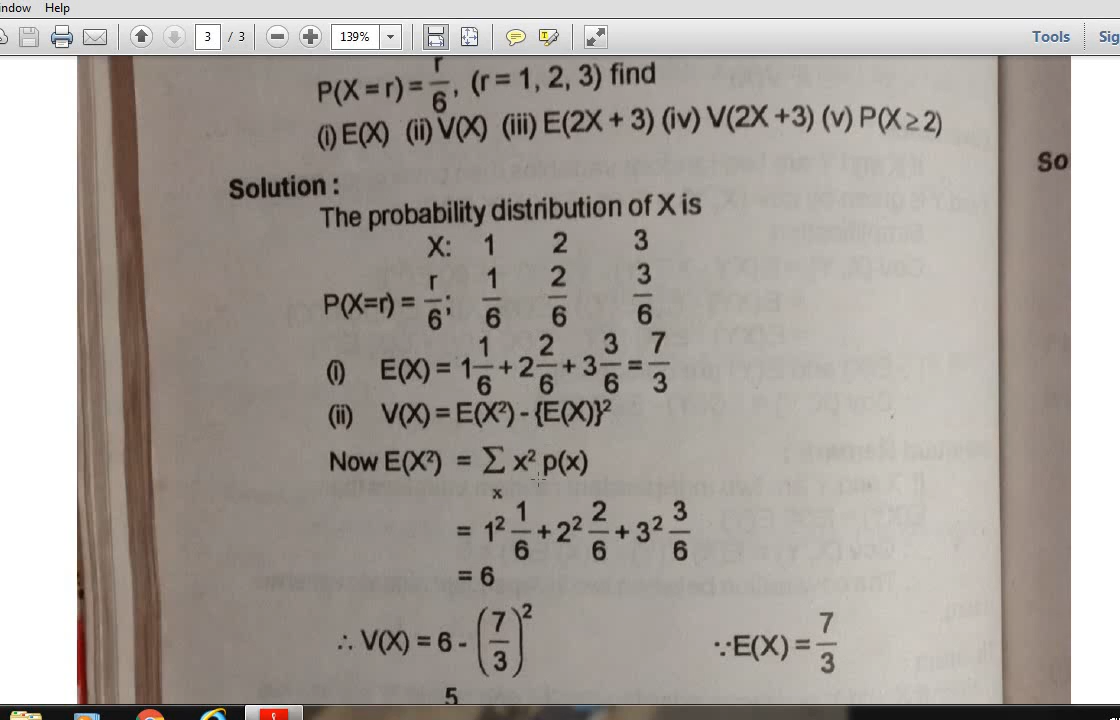 indow Help
3 / 3 139% Tools Sig
P(X = r) = r/6, (r = 1, 2, 3) find
(i) E(X) (ii) V(X) (iii) E(2X + 3) (iv) V(2X +3) (v) P(X ≥ 2)
So
Solution :
The probability distribution of X is
X: 1 2 3
P(X=r) = r/6; 1/6 2/6 3/6
(i) E(X) = 1 1/6 + 2 2/6 + 3 3/6 = 7/3
(ii) V(X) = E(X²) - {E(X)}²
Now E(X²) = ∑x x² p(x)
= 1² 1/6 + 2² 2/6 + 3² 3/6
= 6
∴ V(X) = 6 - (7/3)² ∵ E(X) = 7/3
5